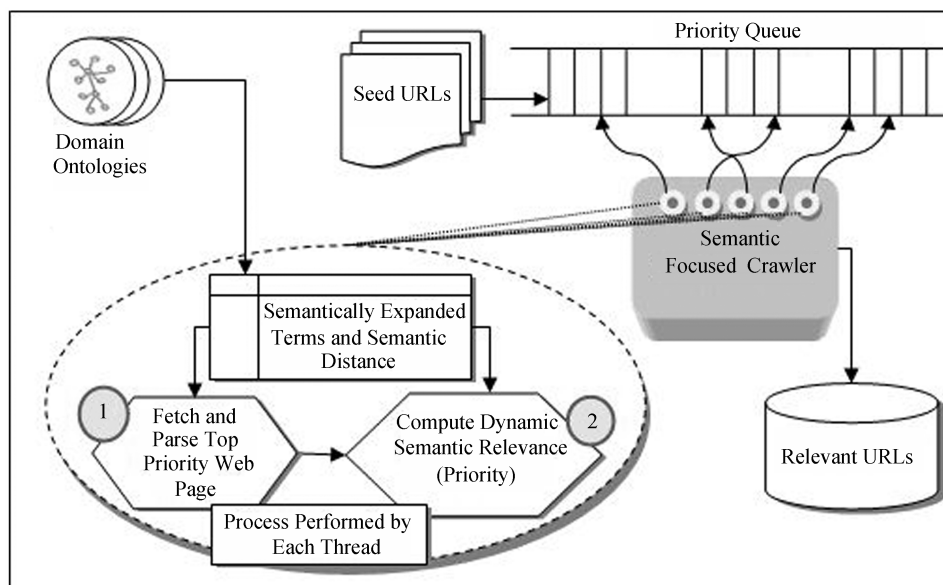 Priority Queue
Seed URLs
Domain
Ontologies
Semantic
Focused Crawler
Semantically Expanded
Terms and Semantic
Distance
1
Fetch and
Parse Top
Priority Web
Page
2
Compute Dynamic
Semantic Relevance
(Priority)
Relevant URLs
Process Performed by
Each Thread